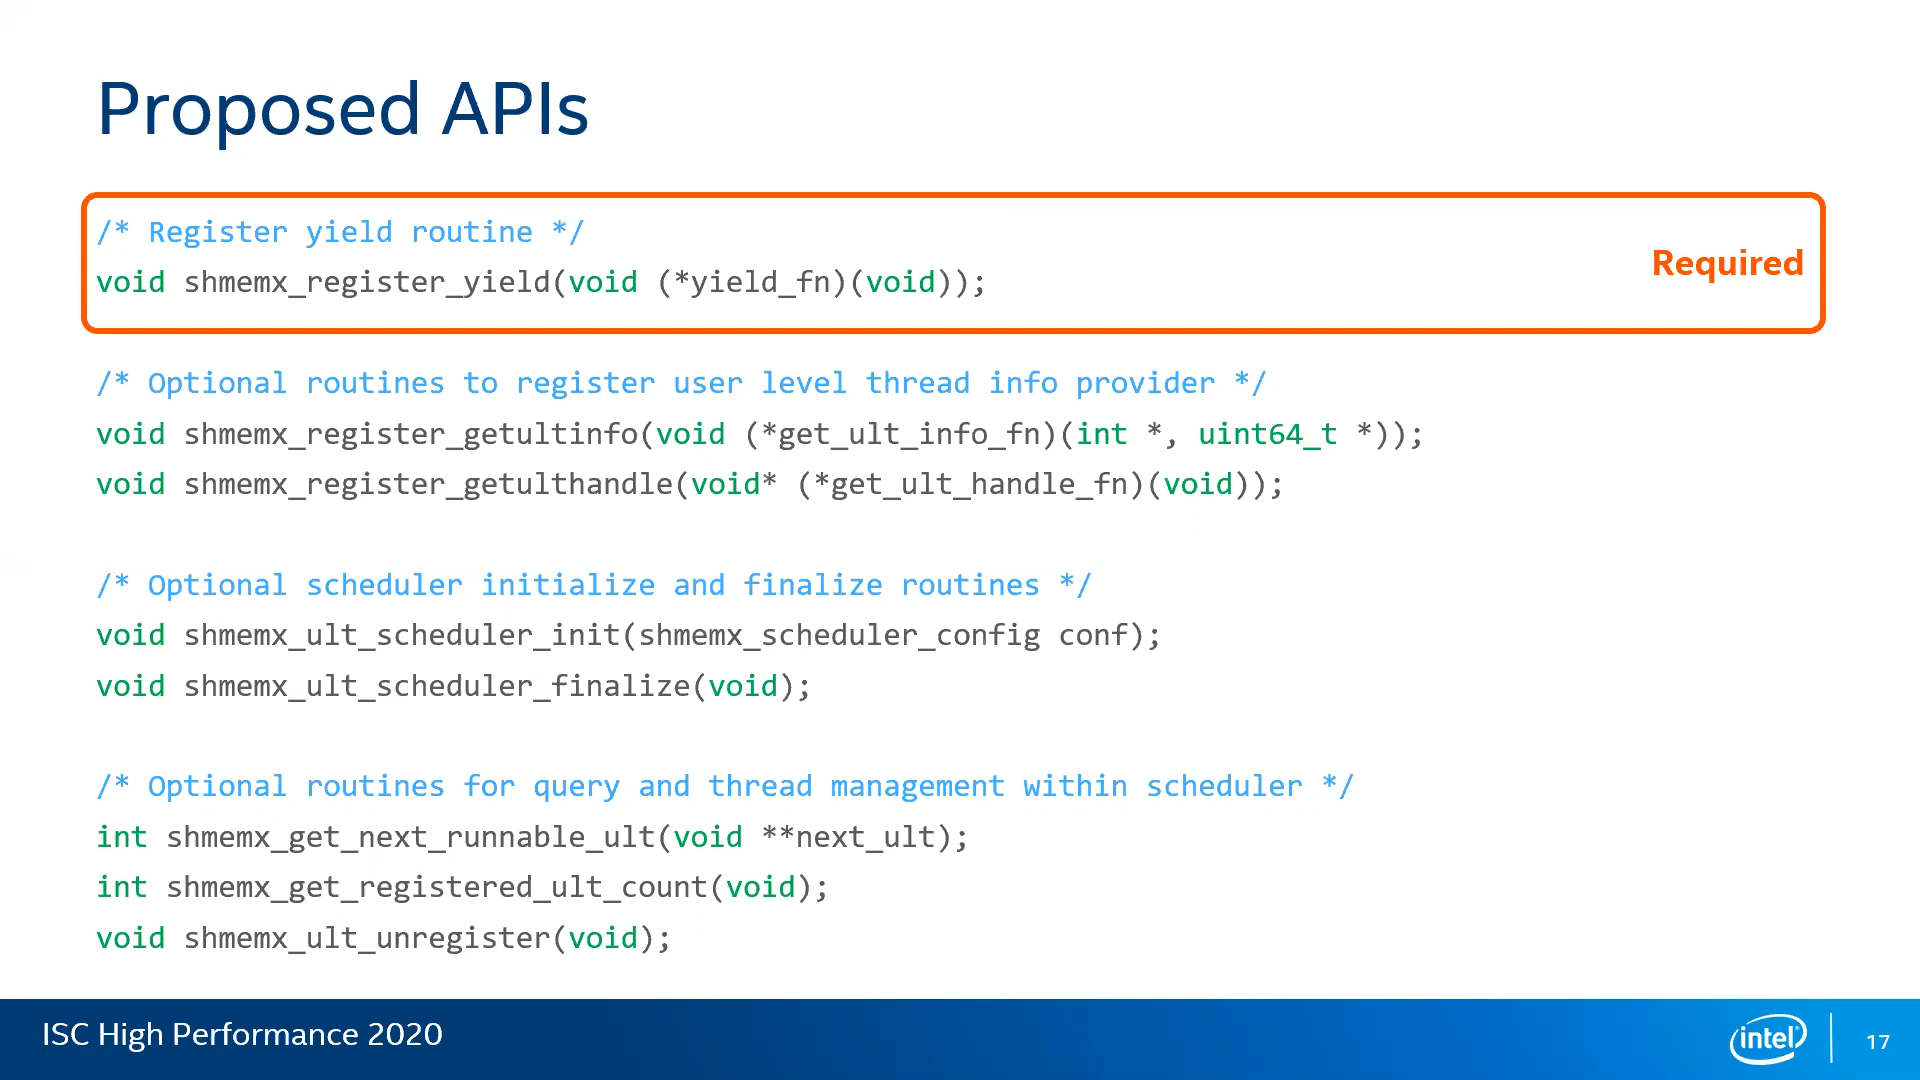 Proposed APIs
/* Register yield routine */
void shmemx_register_yield(void (*yield_fn)(void));
Required
/* Optional routines to register user level thread info provider */
void shmemx_register_getultinfo(void (*get_ult_info_fn)(int *, uint64_t *));
void shmemx_register_getulthandle(void* (*get_ult_handle_fn)(void));
/* Optional scheduler initialize and finalize routines */
void shmemx_ult_scheduler_init(shmemx_scheduler_config conf);
void shmemx_ult_scheduler_finalize(void);
/* Optional routines for query and thread management within scheduler */
int shmemx_get_next_runnable_ult(void **next_ult);
int shmemx_get_registered_ult_count(void);
void shmemx_ult_unregister(void);
ISC High Performance 2020
intel
17